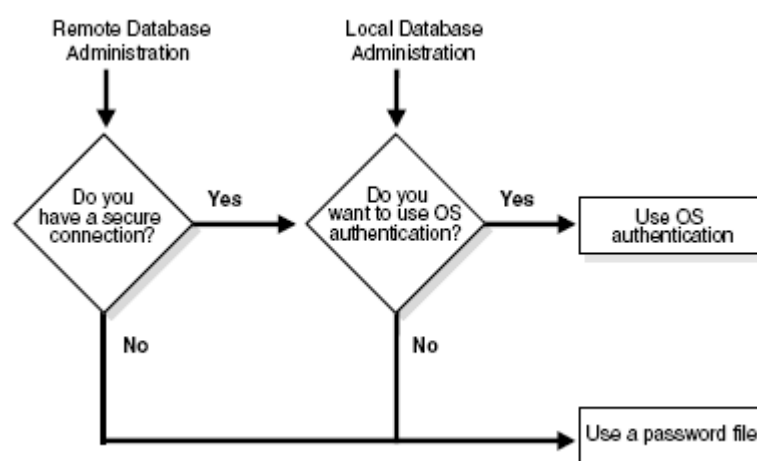 Remote Database
Administration
Local Database
Administration
Do you
have a secure
connection?
Yes
Do you
want to use OS
authentication?
Yes
Use OS
authentication
No
No
Use a password file